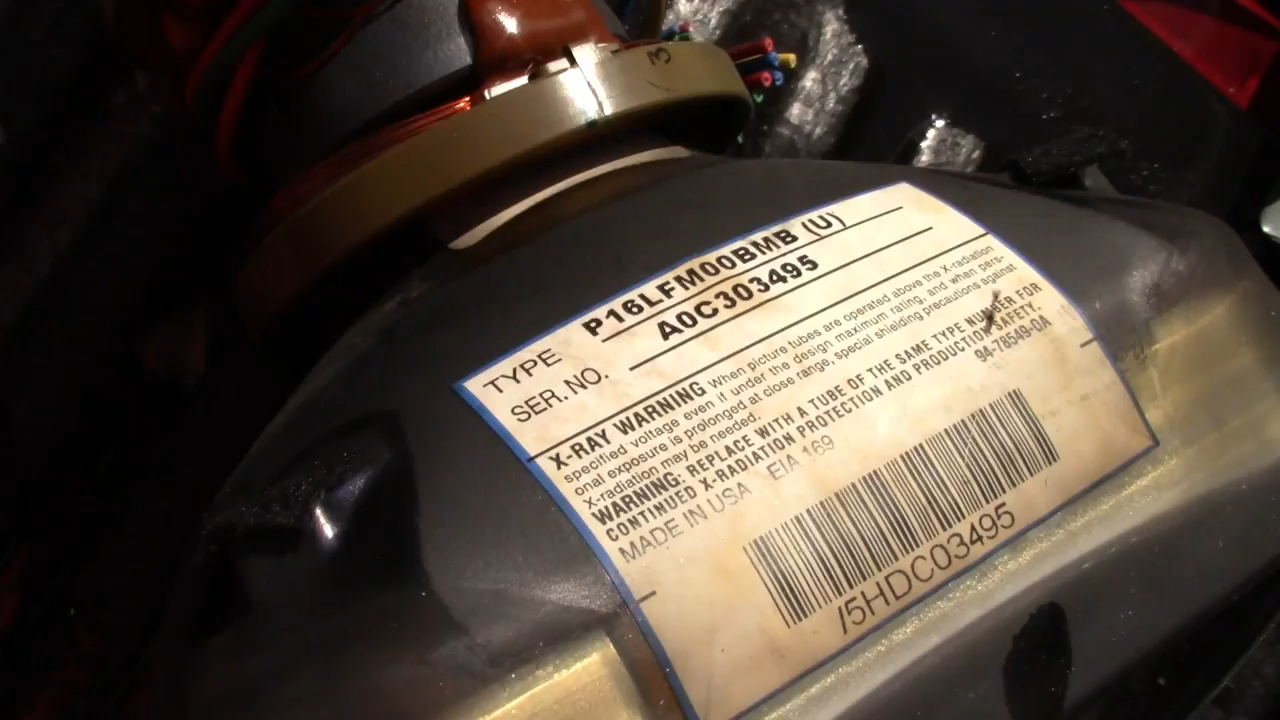 3
TYPE P16LFM00BMB (U)
SER. NO. A0C303495
X-RAY WARNING When picture tubes are operated above the X-radiation
specified voltage even if under the design maximum rating, and when pers-
onal exposure is prolonged at close range, special shielding precautions against
X-radiation may be needed.
WARNING: REPLACE WITH A TUBE OF THE SAME TYPE NUMBER FOR
CONTINUED X-RADIATION PROTECTION AND PRODUCT SAFETY.
MADE IN USA EIA 169 94-78549-0A
/5HDC03495